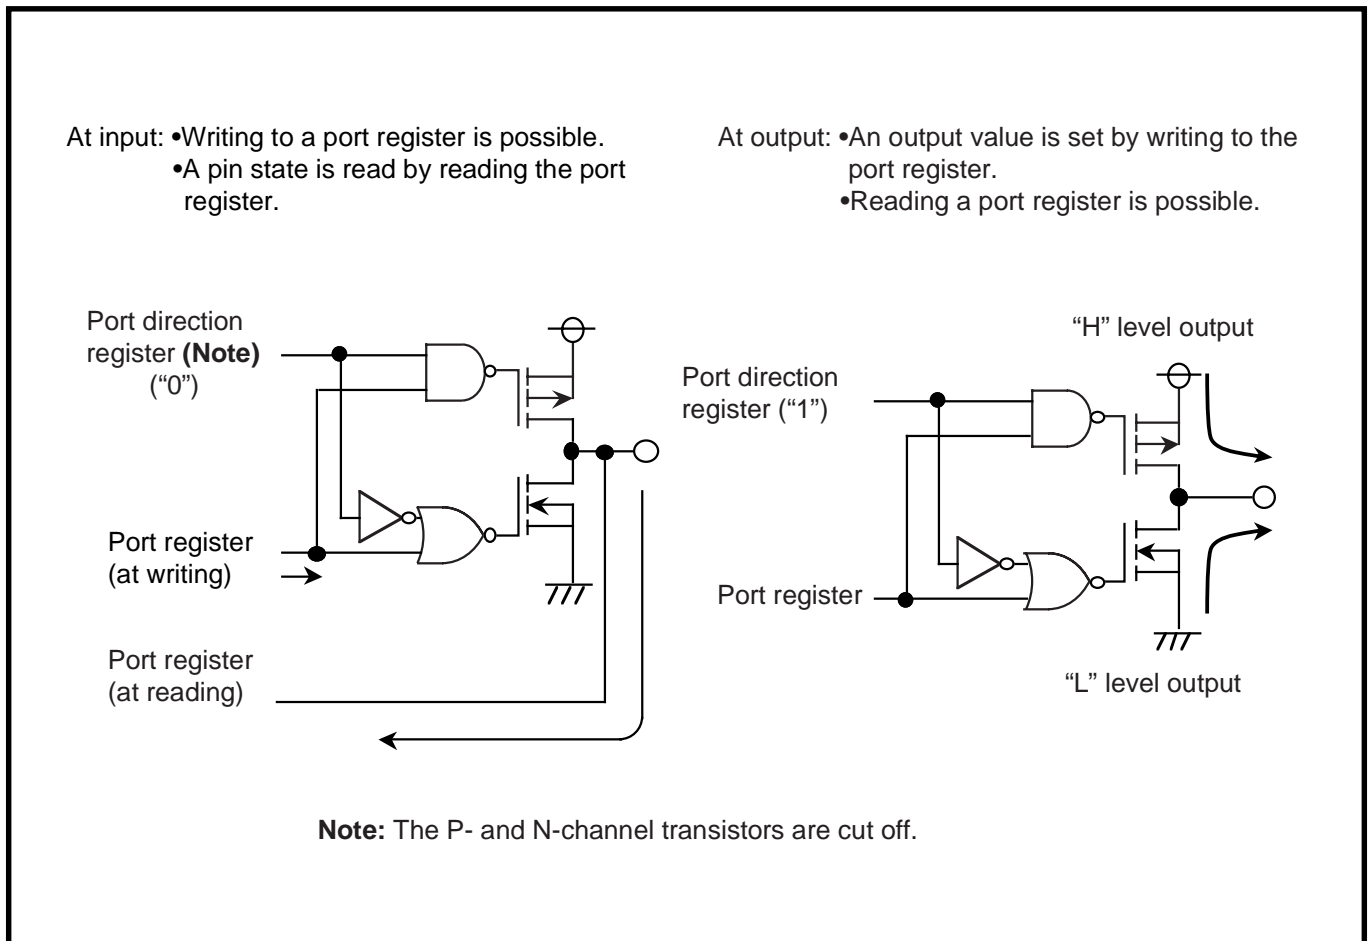 At input: •Writing to a port register is possible.
•A pin state is read by reading the port
register.
At output: •An output value is set by writing to the
port register.
•Reading a port register is possible.
Port direction
register (Note)
(“0”)
Port register
(at writing)
Port register
(at reading)
“H” level output
Port direction
register (“1”)
Port register
“L” level output
Note: The P- and N-channel transistors are cut off.